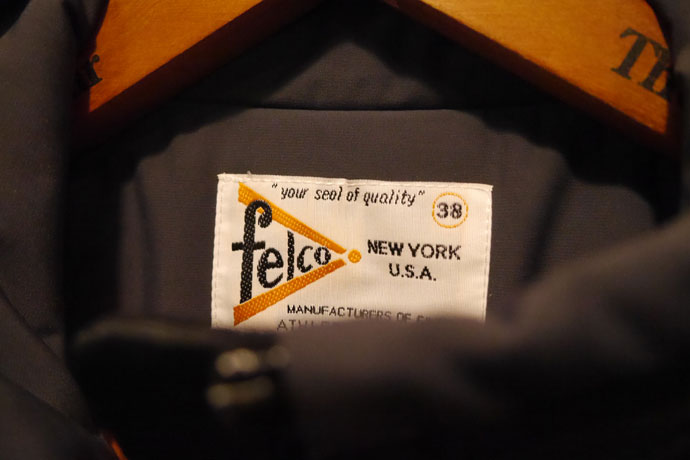 "your seal of quality"
38
felco
NEW YORK
U.S.A.
MANUFACTURERS OF